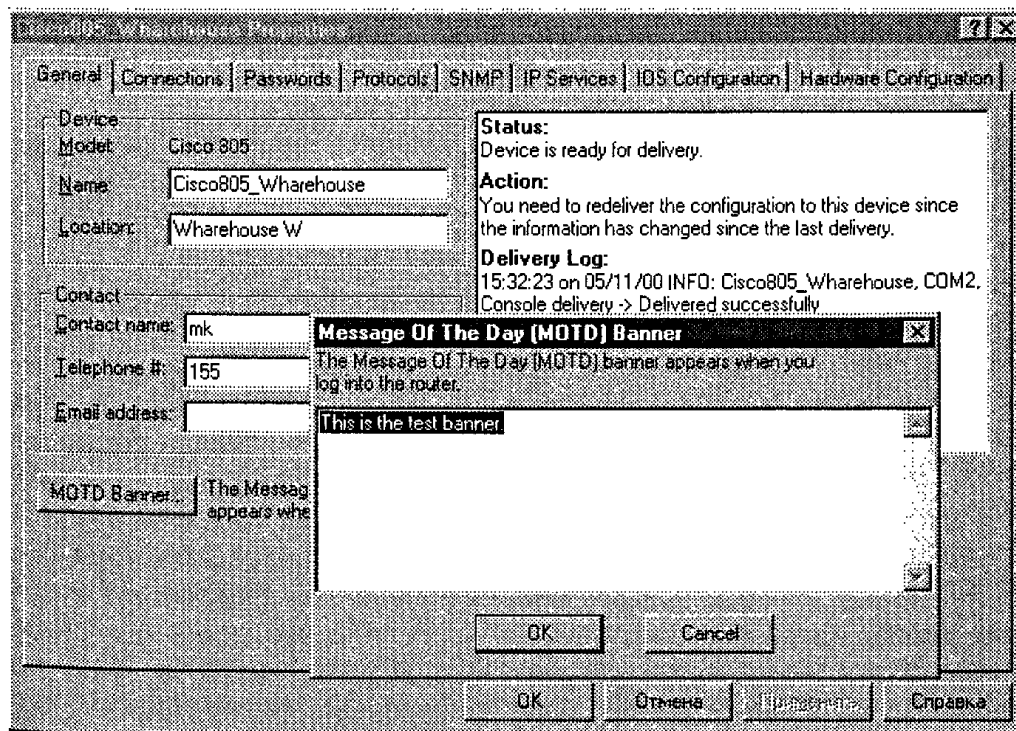 Cisco805_Wharehouse Properties
General Connections Passwords Protocols SNMP IP Services IOS Configuration Hardware Configuration
Device
Model: Cisco 805
Name: Cisco805_Wharehouse
Location: Wharehouse W
Status:
Device is ready for delivery.
Action:
You need to redeliver the configuration to this device since
the information has changed since the last delivery.
Delivery Log:
15:32:23 on 05/11/00 INFO: Cisco805_Wharehouse, COM2,
Console delivery -> Delivered successfully
Contact
Contact name: mk
Telephone #: 155
Email address:
MOTD Banner...
The Messag
appears whe
Message Of The Day (MOTD) Banner
The Message Of The Day (MOTD) banner appears when you
log into the router.
This is the test banner
OK Cancel
OK Отмена Применить Справка